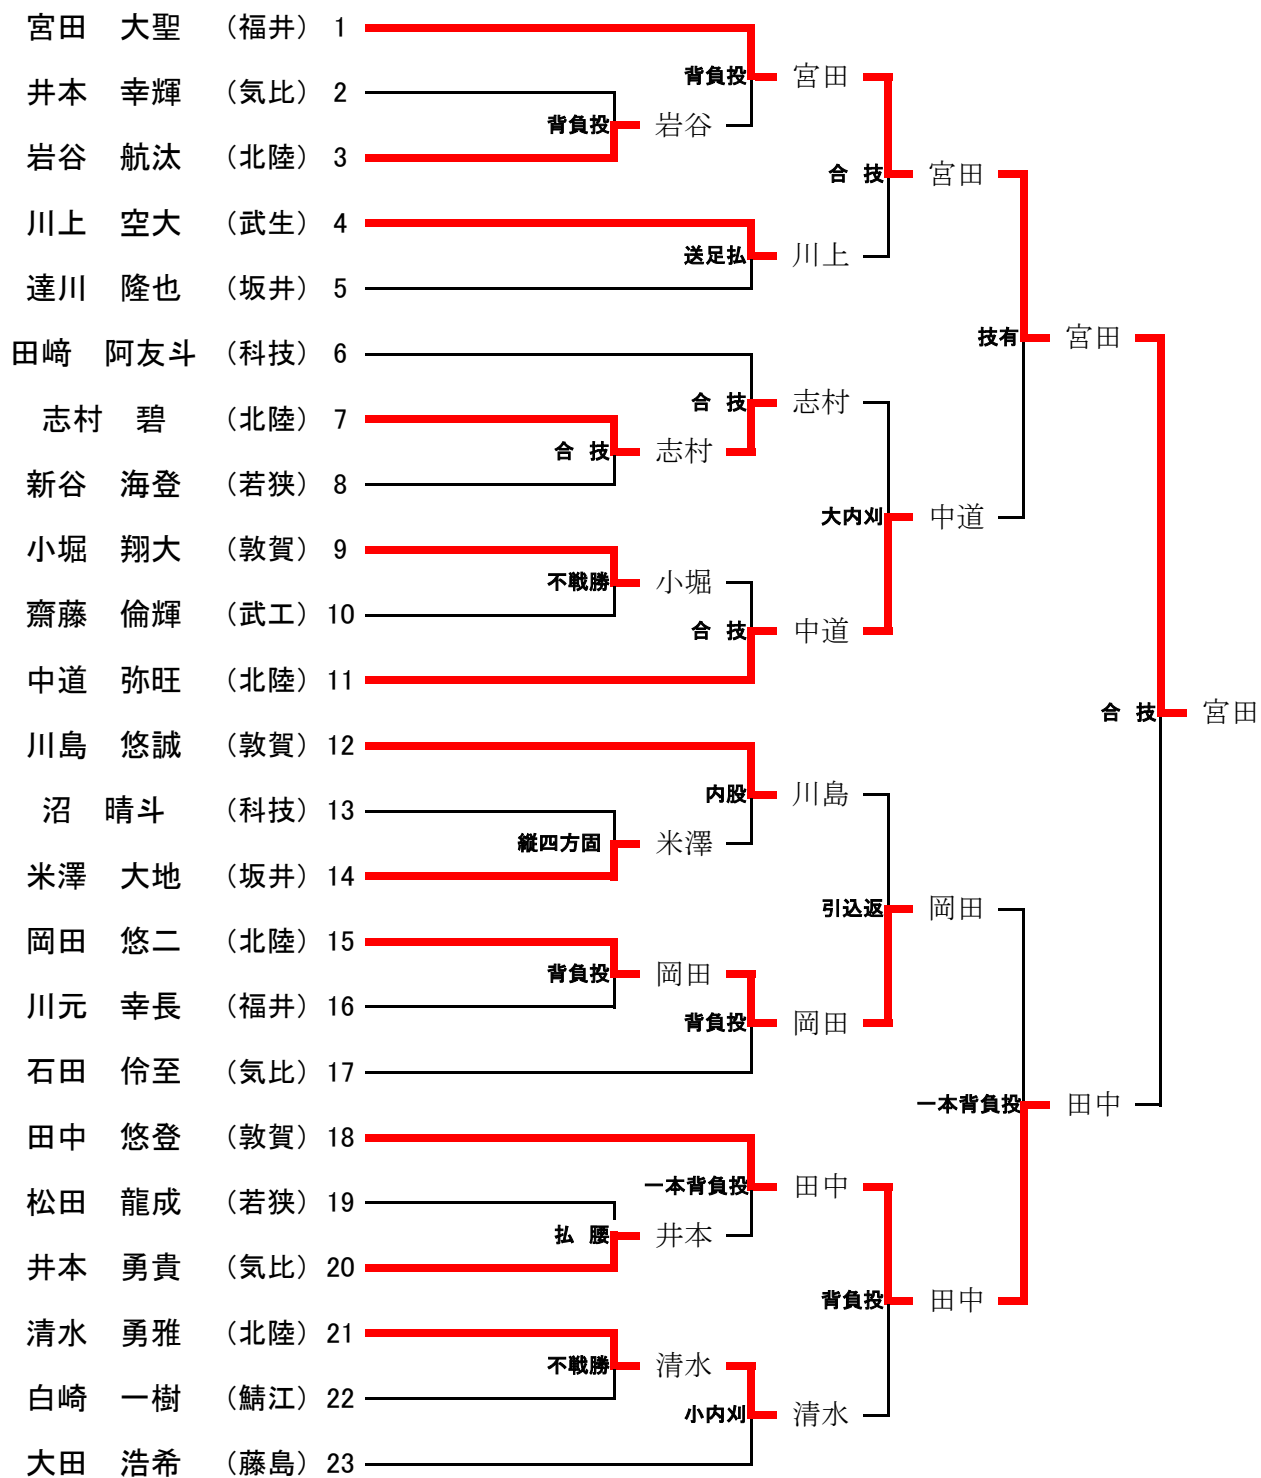 宮田　大聖　（福井）　1
背負投　宮田
井本　幸輝　（気比）　2
背負投　岩谷
岩谷　航汰　（北陸）　3
合　技　宮田
川上　空大　（武生）　4
送足払　川上
達川　隆也　（坂井）　5
技有　宮田
田﨑　阿友斗　（科技）　6
合　技　志村
志村　碧　（北陸）　7
合　技　志村
新谷　海登　（若狭）　8
大内刈　中道
小堀　翔大　（敦賀）　9
不戦勝　小堀
齋藤　倫輝　（武工）　10
合　技　中道
中道　弥旺　（北陸）　11
合　技　宮田
川島　悠誠　（敦賀）　12
内股　川島
沼　晴斗　（科技）　13
縦四方固　米澤
米澤　大地　（坂井）　14
引込返　岡田
岡田　悠二　（北陸）　15
背負投　岡田
川元　幸長　（福井）　16
背負投　岡田
石田　伶至　（気比）　17
一本背負投　田中
田中　悠登　（敦賀）　18
一本背負投　田中
松田　龍成　（若狭）　19
払　腰　井本
井本　勇貴　（気比）　20
背負投　田中
清水　勇雅　（北陸）　21
不戦勝　清水
白崎　一樹　（鯖江）　22
小内刈　清水
大田　浩希　（藤島）　23